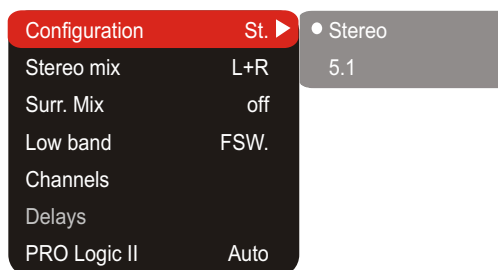 Configuration St. Stereo
Stereo mix L+R 5.1
Surr. Mix off
Low band FSW.
Channels
Delays
PRO Logic II Auto